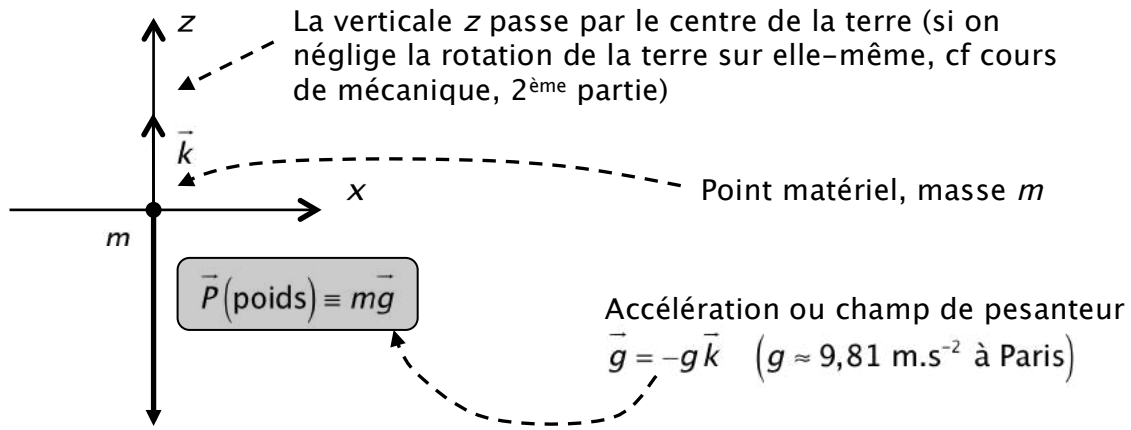 z
La verticale z passe par le centre de la terre (si on
néglige la rotation de la terre sur elle-même, cf cours
de mécanique, 2ème partie)
k⃗
x
Point matériel, masse m
m
P⃗(poids) ≡ mg⃗
Accélération ou champ de pesanteur
g⃗ = −g k⃗ (g ≈ 9,81 m.s⁻² à Paris)